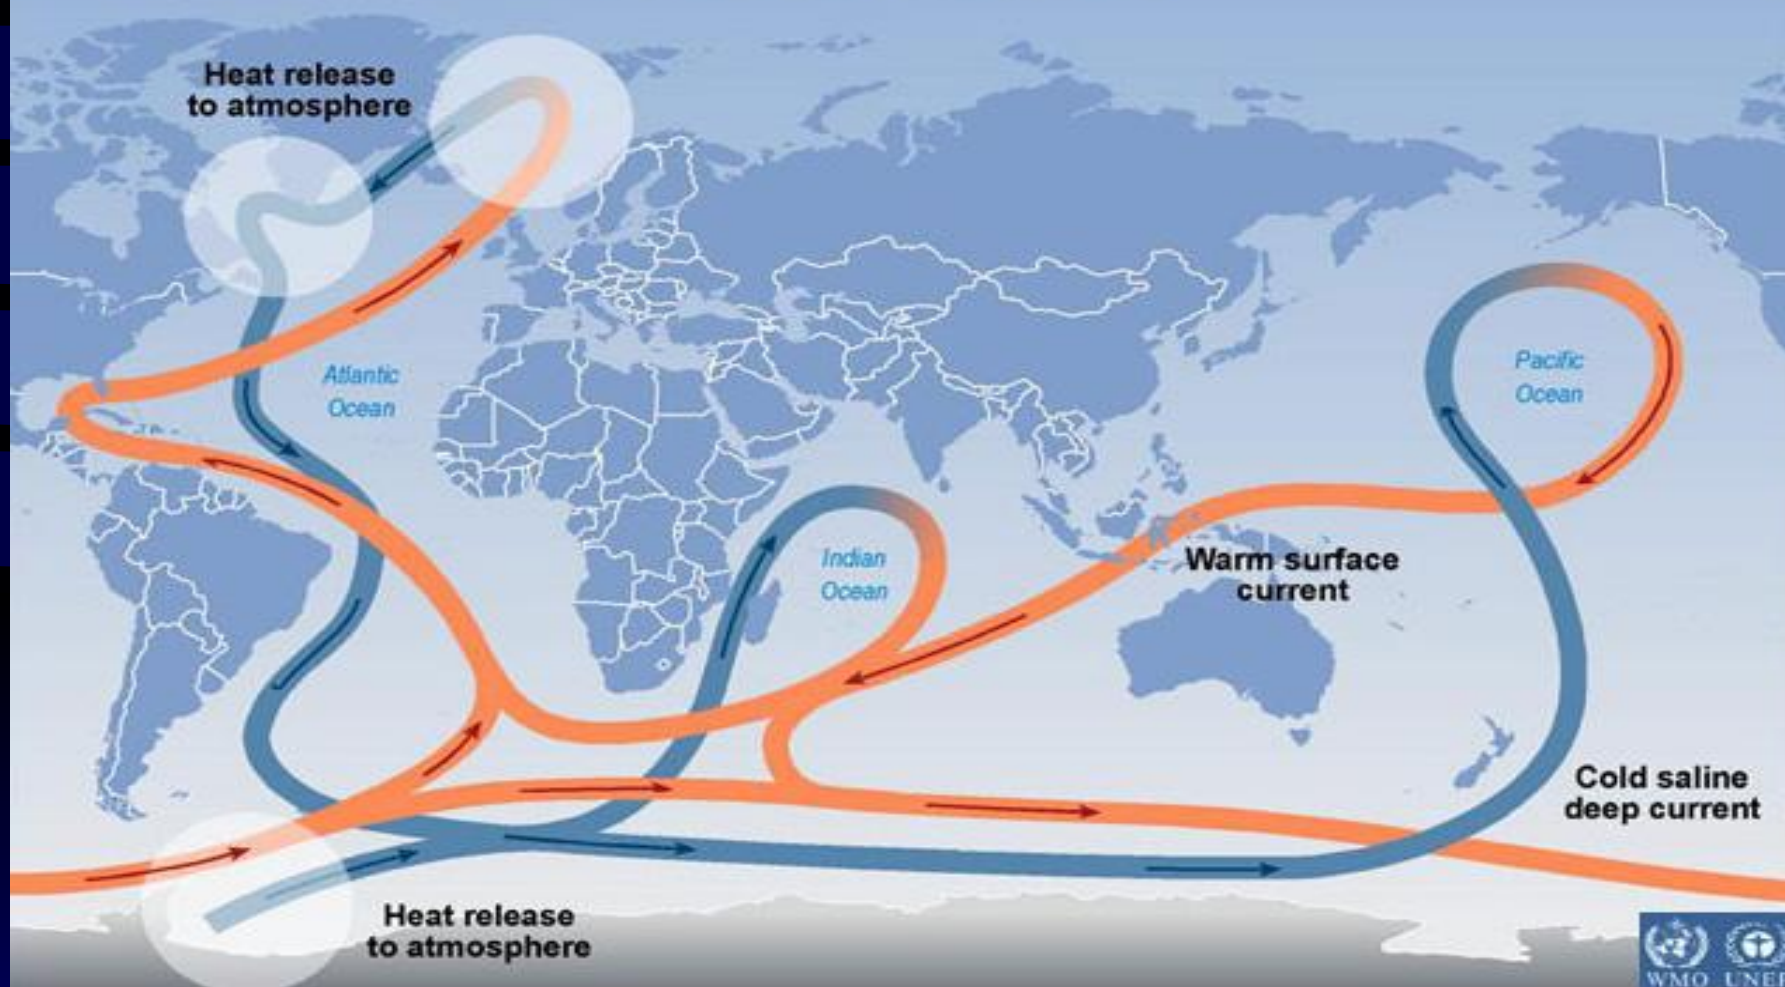 Heat release
to atmosphere
Atlantic
Ocean
Pacific
Ocean
Indian
Ocean
Warm surface
current
Cold saline
deep current
Heat release
to atmosphere
WMO UNEP